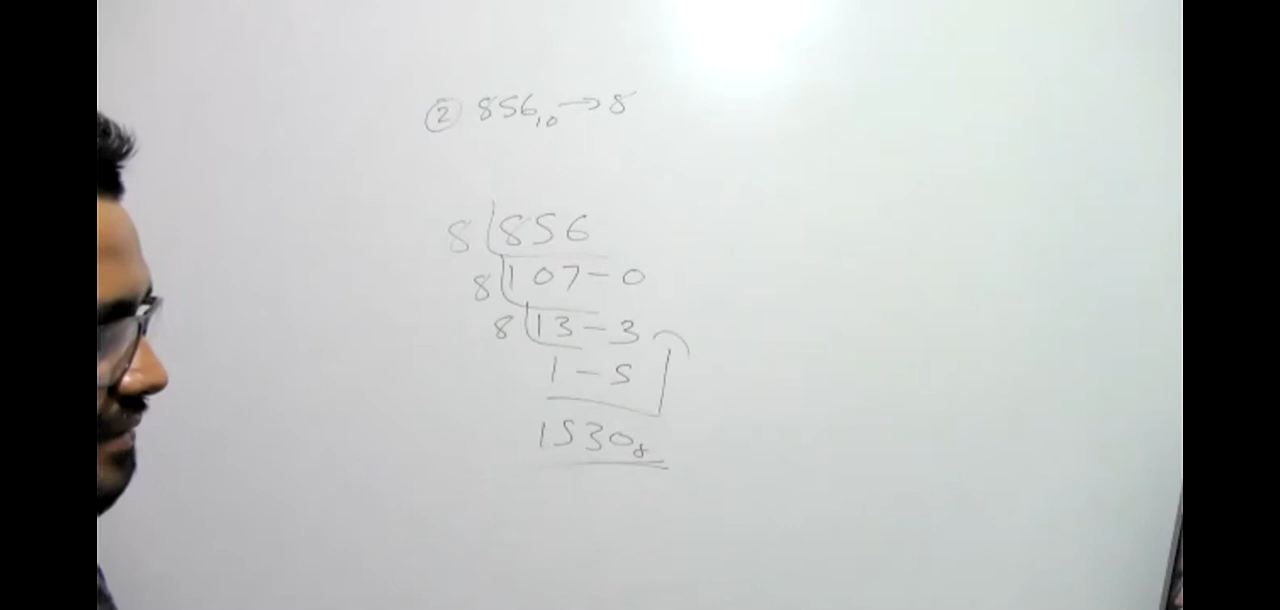 ② 856₁₀ → 8
8 856
8 107 - 0
8 13 - 3
1 - 5
1530₈